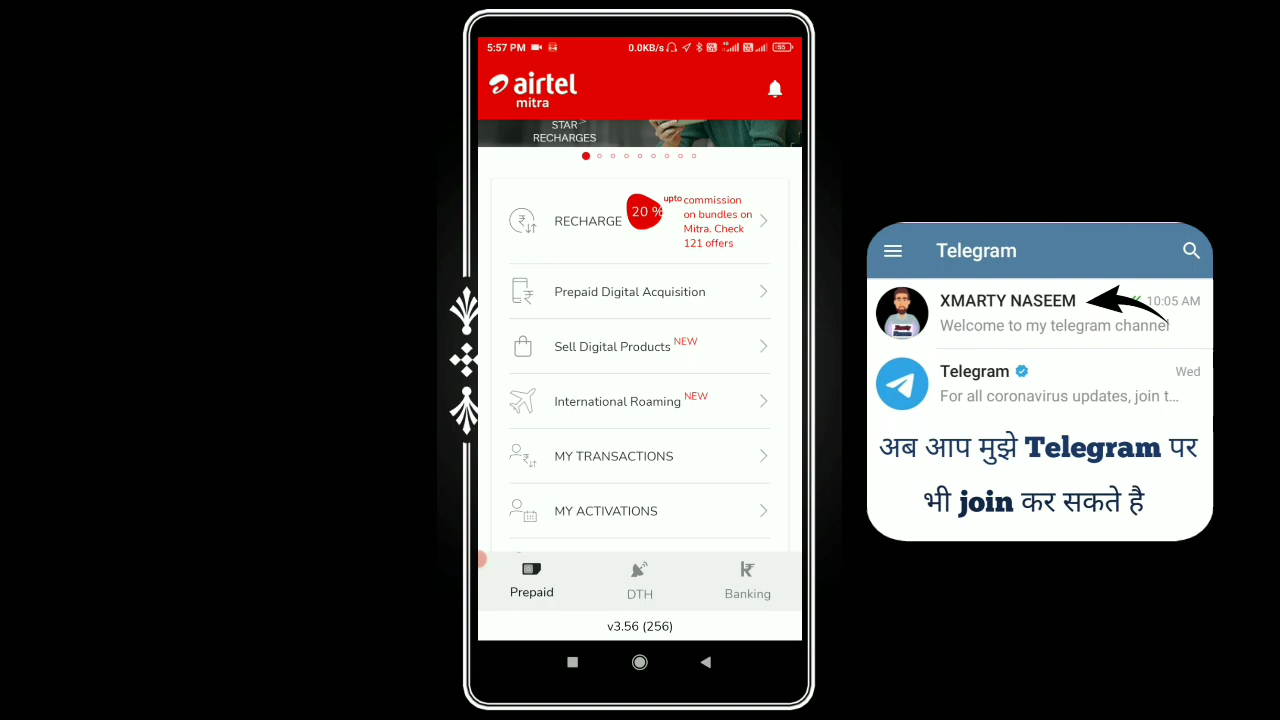 5:57 PM
0.0KB/s
55
airtel
mitra
STAR
RECHARGES
RECHARGE
20 %
upto commission
on bundles on
Mitra. Check
121 offers
Prepaid Digital Acquisition
Sell Digital Products NEW
International Roaming NEW
MY TRANSACTIONS
MY ACTIVATIONS
Prepaid
DTH
Banking
v3.56 (256)
Telegram
XMARTY NASEEM
10:05 AM
Welcome to my telegram channel
Telegram
Wed
For all coronavirus updates, join t...
अब आप मुझे Telegram पर
भी join कर सकते है